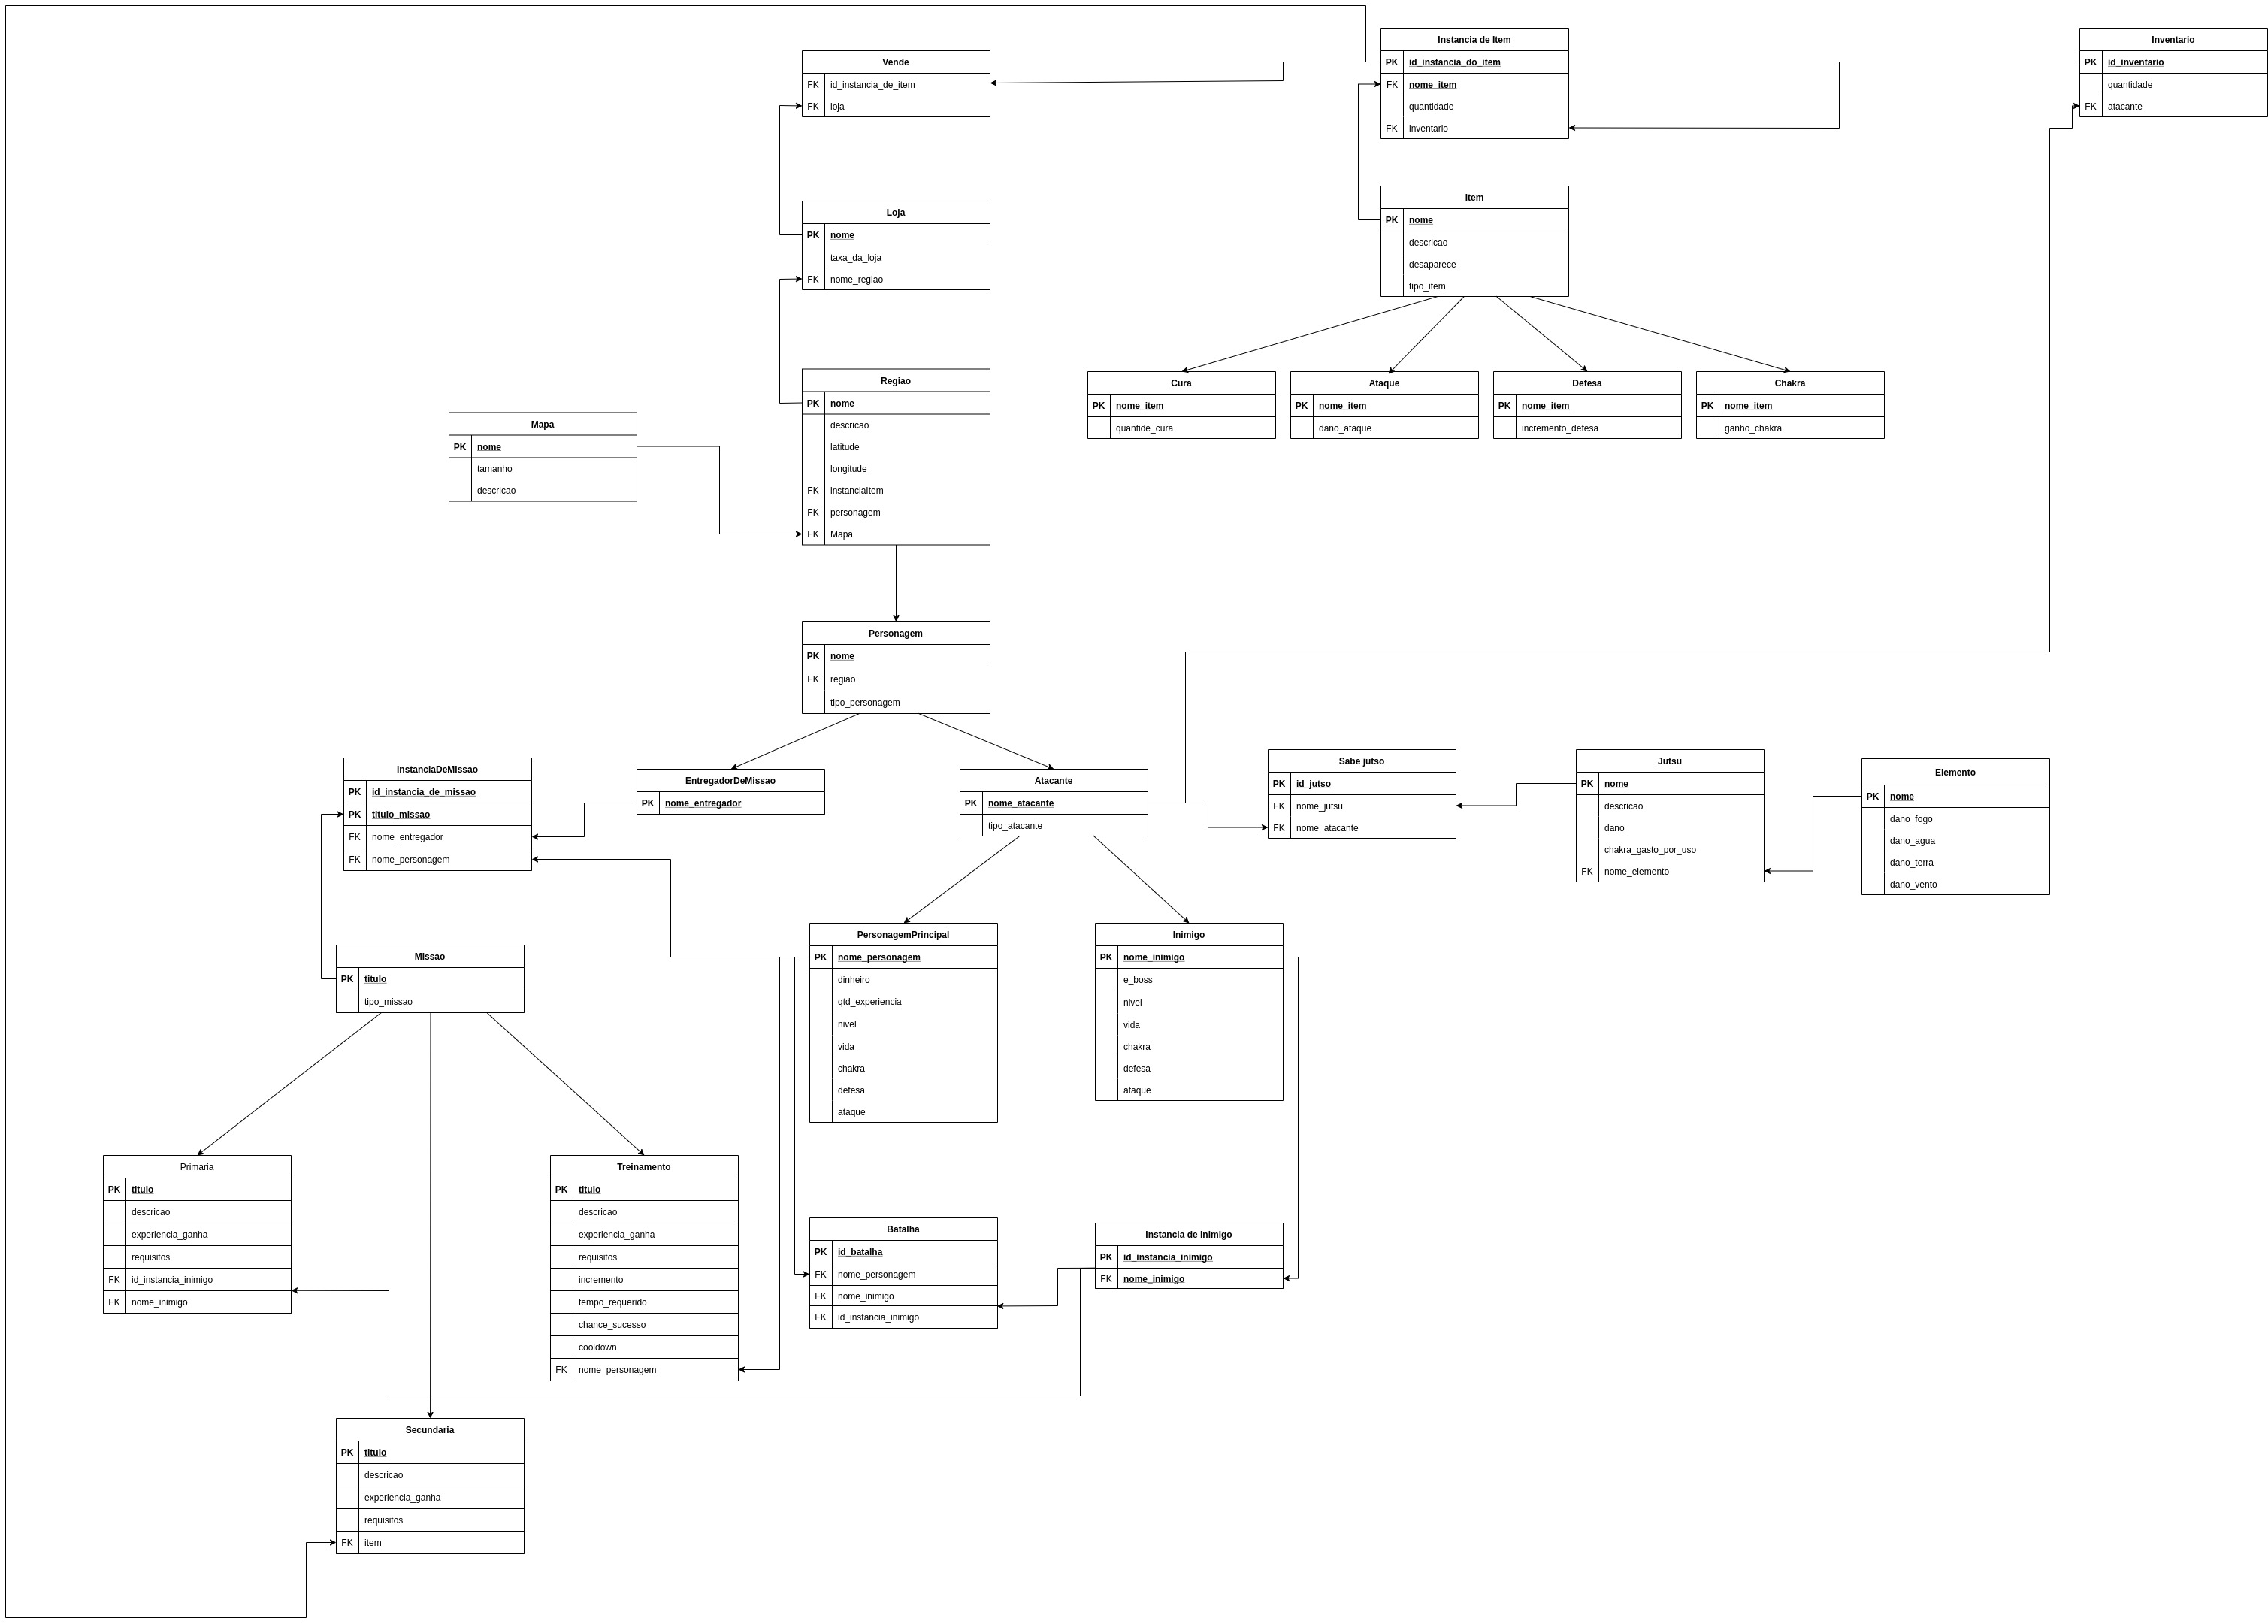 Instancia de Item
PK id_instancia_do_item
FK nome_item
quantidade
FK inventario
Inventario
PK id_inventario
quantidade
FK atacante
Vende
FK id_instancia_de_item
FK loja
Item
PK nome
descricao
desaparece
tipo_item
Loja
PK nome
taxa_da_loja
FK nome_regiao
Cura
PK nome_item
quantide_cura
Ataque
PK nome_item
dano_ataque
Defesa
PK nome_item
incremento_defesa
Chakra
PK nome_item
ganho_chakra
Regiao
PK nome
descricao
latitude
longitude
FK instanciaItem
FK personagem
FK Mapa
Mapa
PK nome
tamanho
descricao
Personagem
PK nome
FK regiao
tipo_personagem
InstanciaDeMissao
PK id_instancia_de_missao
PK titulo_missao
FK nome_entregador
FK nome_personagem
EntregadorDeMissao
PK nome_entregador
Atacante
PK nome_atacante
tipo_atacante
Sabe jutso
PK id_jutso
FK nome_jutsu
FK nome_atacante
Jutsu
PK nome
descricao
dano
chakra_gasto_por_uso
FK nome_elemento
Elemento
PK nome
dano_fogo
dano_agua
dano_terra
dano_vento
MIssao
PK titulo
tipo_missao
PersonagemPrincipal
PK nome_personagem
dinheiro
qtd_experiencia
nivel
vida
chakra
defesa
ataque
Inimigo
PK nome_inimigo
e_boss
nivel
vida
chakra
defesa
ataque
Primaria
PK titulo
descricao
experiencia_ganha
requisitos
FK id_instancia_inimigo
FK nome_inimigo
Treinamento
PK titulo
descricao
experiencia_ganha
requisitos
incremento
tempo_requerido
chance_sucesso
cooldown
FK nome_personagem
Batalha
PK id_batalha
FK nome_personagem
FK nome_inimigo
FK id_instancia_inimigo
Instancia de inimigo
PK id_instancia_inimigo
FK nome_inimigo
Secundaria
PK titulo
descricao
experiencia_ganha
requisitos
FK item